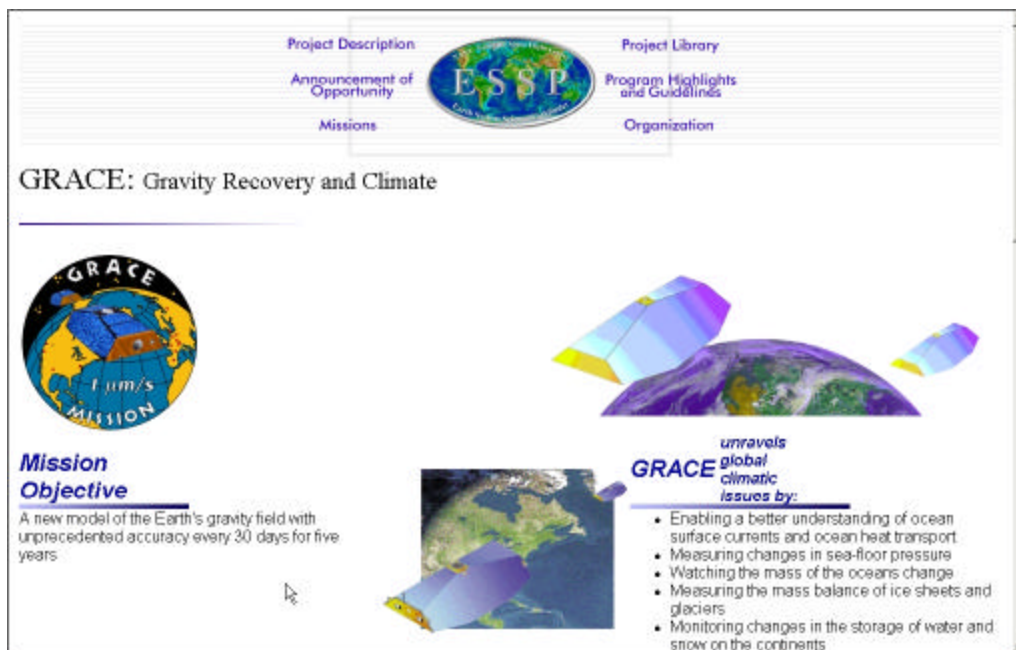 Project Description
Project Library
Announcement of
Opportunity
Program Highlights
and Guidelines
Missions
Organization
ESSP
GRACE: Gravity Recovery and Climate
GRACE
1 µm/s
MISSION
Mission
Objective
A new model of the Earth's gravity field with
unprecedented accuracy every 30 days for five
years
GRACE
unravels
global
climatic
issues by:
• Enabling a better understanding of ocean
surface currents and ocean heat transport
• Measuring changes in sea-floor pressure
• Watching the mass of the oceans change
• Measuring the mass balance of ice sheets and
glaciers
• Monitoring changes in the storage of water and
snow on the continents